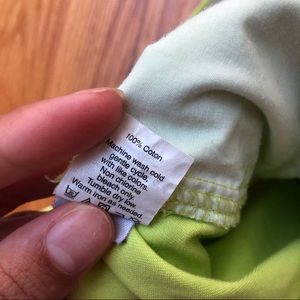 100% Coton
Machine wash cold
gentle cycle.
with like colors.
Non chlorine
bleach only.
Tumble dry low.
Warm iron as needed.